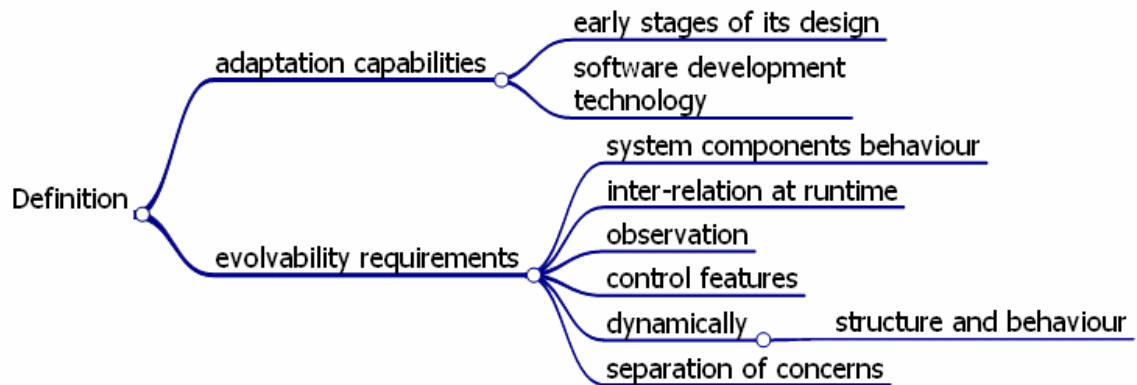 early stages of its design
adaptation capabilities
software development
technology
system components behaviour
Definition
inter-relation at runtime
observation
evolvability requirements
control features
dynamically
structure and behaviour
separation of concerns